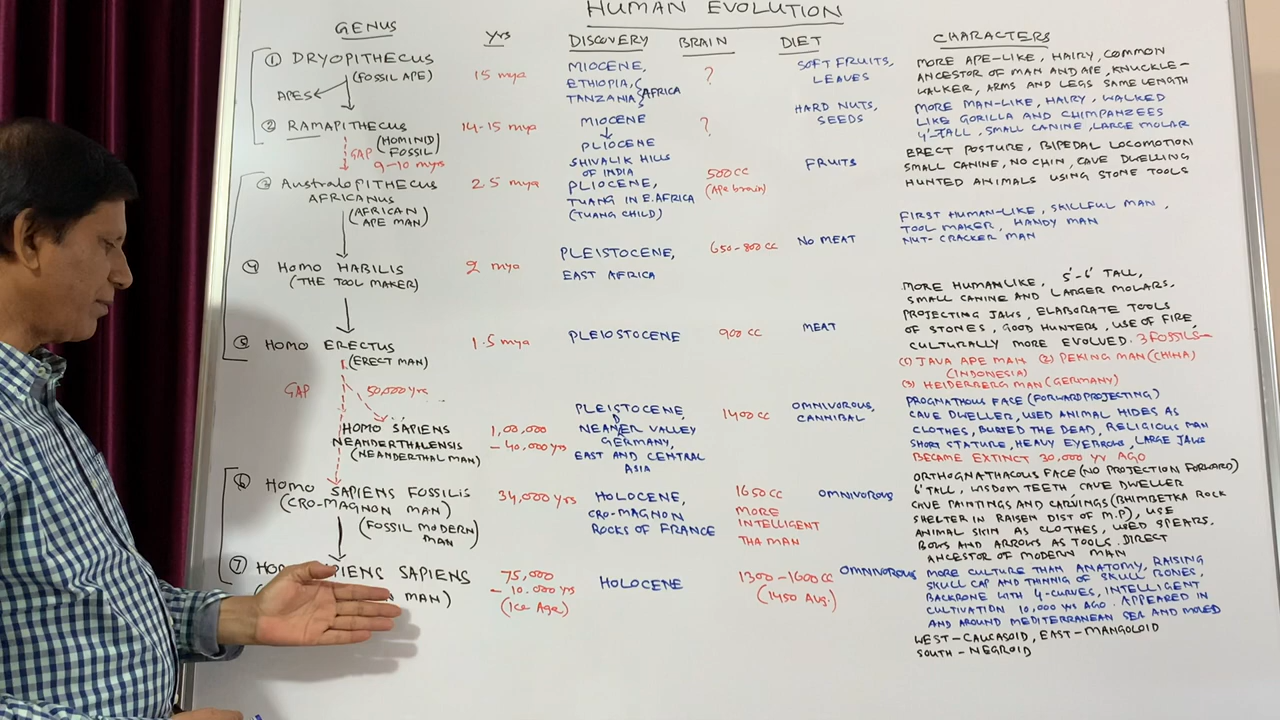 HUMAN EVOLUTION
GENUS
YRS
DISCOVERY
BRAIN
DIET
CHARACTERS
① DRYOPITHECUS
(FOSSIL APE)
APES
15 mya
MIOCENE,
ETHIOPIA,
TANZANIA
AFRICA
?
SOFT FRUITS,
LEAVES
MORE APE-LIKE, HAIRY, COMMON
ANCESTOR OF MAN AND APE, KNUCKLE-
WALKER, ARMS AND LEGS SAME LENGTH
② RAMAPITHECUS
(HOMINID
FOSSIL)
GAP
9-10 myrs
14-15 mya
MIOCENE
PLIOCENE
SHIVALIK HILLS
OF INDIA
?
HARD NUTS,
SEEDS
MORE MAN-LIKE, HAIRY, WALKED
LIKE GORILLA AND CHIMPANZEES
4'-TALL, SMALL CANINE, LARGE MOLAR
③ AUSTRALOPITHECUS
AFRICANUS
(AFRICAN
APE MAN)
2.5 mya
PLIOCENE,
TUANG IN E. AFRICA
(TUANG CHILD)
500 CC
(Ape brain)
FRUITS
ERECT POSTURE, BIPEDAL LOCOMOTION
SMALL CANINE, NO CHIN, CAVE DWELLING
HUNTED ANIMALS USING STONE TOOLS
④ HOMO HABILIS
(THE TOOL MAKER)
2 mya
PLEISTOCENE,
EAST AFRICA
650-800 CC
NO MEAT
FIRST HUMAN-LIKE, SKILLFUL MAN,
TOOL MAKER, HANDY MAN
NUT-CRACKER MAN
⑤ HOMO ERECTUS
(ERECT MAN)
GAP
50,000 yrs
1.5 mya
PLEIOSTOCENE
900 CC
MEAT
MORE HUMANLIKE, 5'-6' TALL,
SMALL CANINE AND LARGER MOLARS,
PROJECTING JAWS, ELABORATE TOOLS
OF STONES, GOOD HUNTERS, USE OF FIRE,
CULTURALLY MORE EVOLVED. 3 FOSSILS
(1) JAVA APE MAN (2) PEKING MAN (CHINA)
(INDONESIA)
(3) HEIDERBERG MAN (GERMANY)
HOMO SAPIENS
NEANDERTHALENSIS
(NEANDERTHAL MAN)
1,00,000
- 40,000 yrs
PLEISTOCENE,
NEANDER VALLEY
GERMANY,
EAST AND CENTRAL
ASIA
1400 CC
OMNIVOROUS,
CANNIBAL
PROGNATHOUS FACE (FORWARD PROJECTING)
CAVE DWELLER, USED ANIMAL HIDES AS
CLOTHES, BURIED THE DEAD, RELIGIOUS MAN
SHORT STATURE, HEAVY EYEBROWS, LARGE JAWS
BECAME EXTINCT 30,000 YR AGO
⑥ HOMO SAPIENS FOSSILIS
(CRO-MAGNON MAN)
(FOSSIL MODERN
MAN)
34,000 yrs
HOLOCENE,
CRO-MAGNON
ROCKS OF FRANCE
1650 CC
MORE
INTELLIGENT
THA MAN
OMNIVOROUS
ORTHOGNATHACOUS FACE (NO PROJECTION FORWARD)
6' TALL, WISDOM TEETH CAVE DWELLER
CAVE PAINTINGS AND CARVINGS (BHIMBETKA ROCK
SHELTER IN RAISEN DIST OF M.P), USE
ANIMAL SKIN AS CLOTHES, USED SPEARS,
BOWS AND ARROWS AS TOOLS. DIRECT
ANCESTOR OF MODERN MAN
⑦ SAPIENS
MAN)
75,000
- 10,000 yrs
(Ice Age)
HOLOCENE
1300-1600 CC
(1450 Avg.)
OMNIVOROUS
MORE CULTURE THAN ANATOMY, RAISING
SKULL CAP AND THINNIG OF SKULL BONES,
BACKBONE WITH 4-CURVES, INTELLIGENT
CULTIVATION 10,000 YRS AGO. APPEARED IN
AND AROUND MEDITERRANEAN SEA AND MOVED
WEST-CAUCASOID, EAST-MANGOLOID
SOUTH-NEGROID